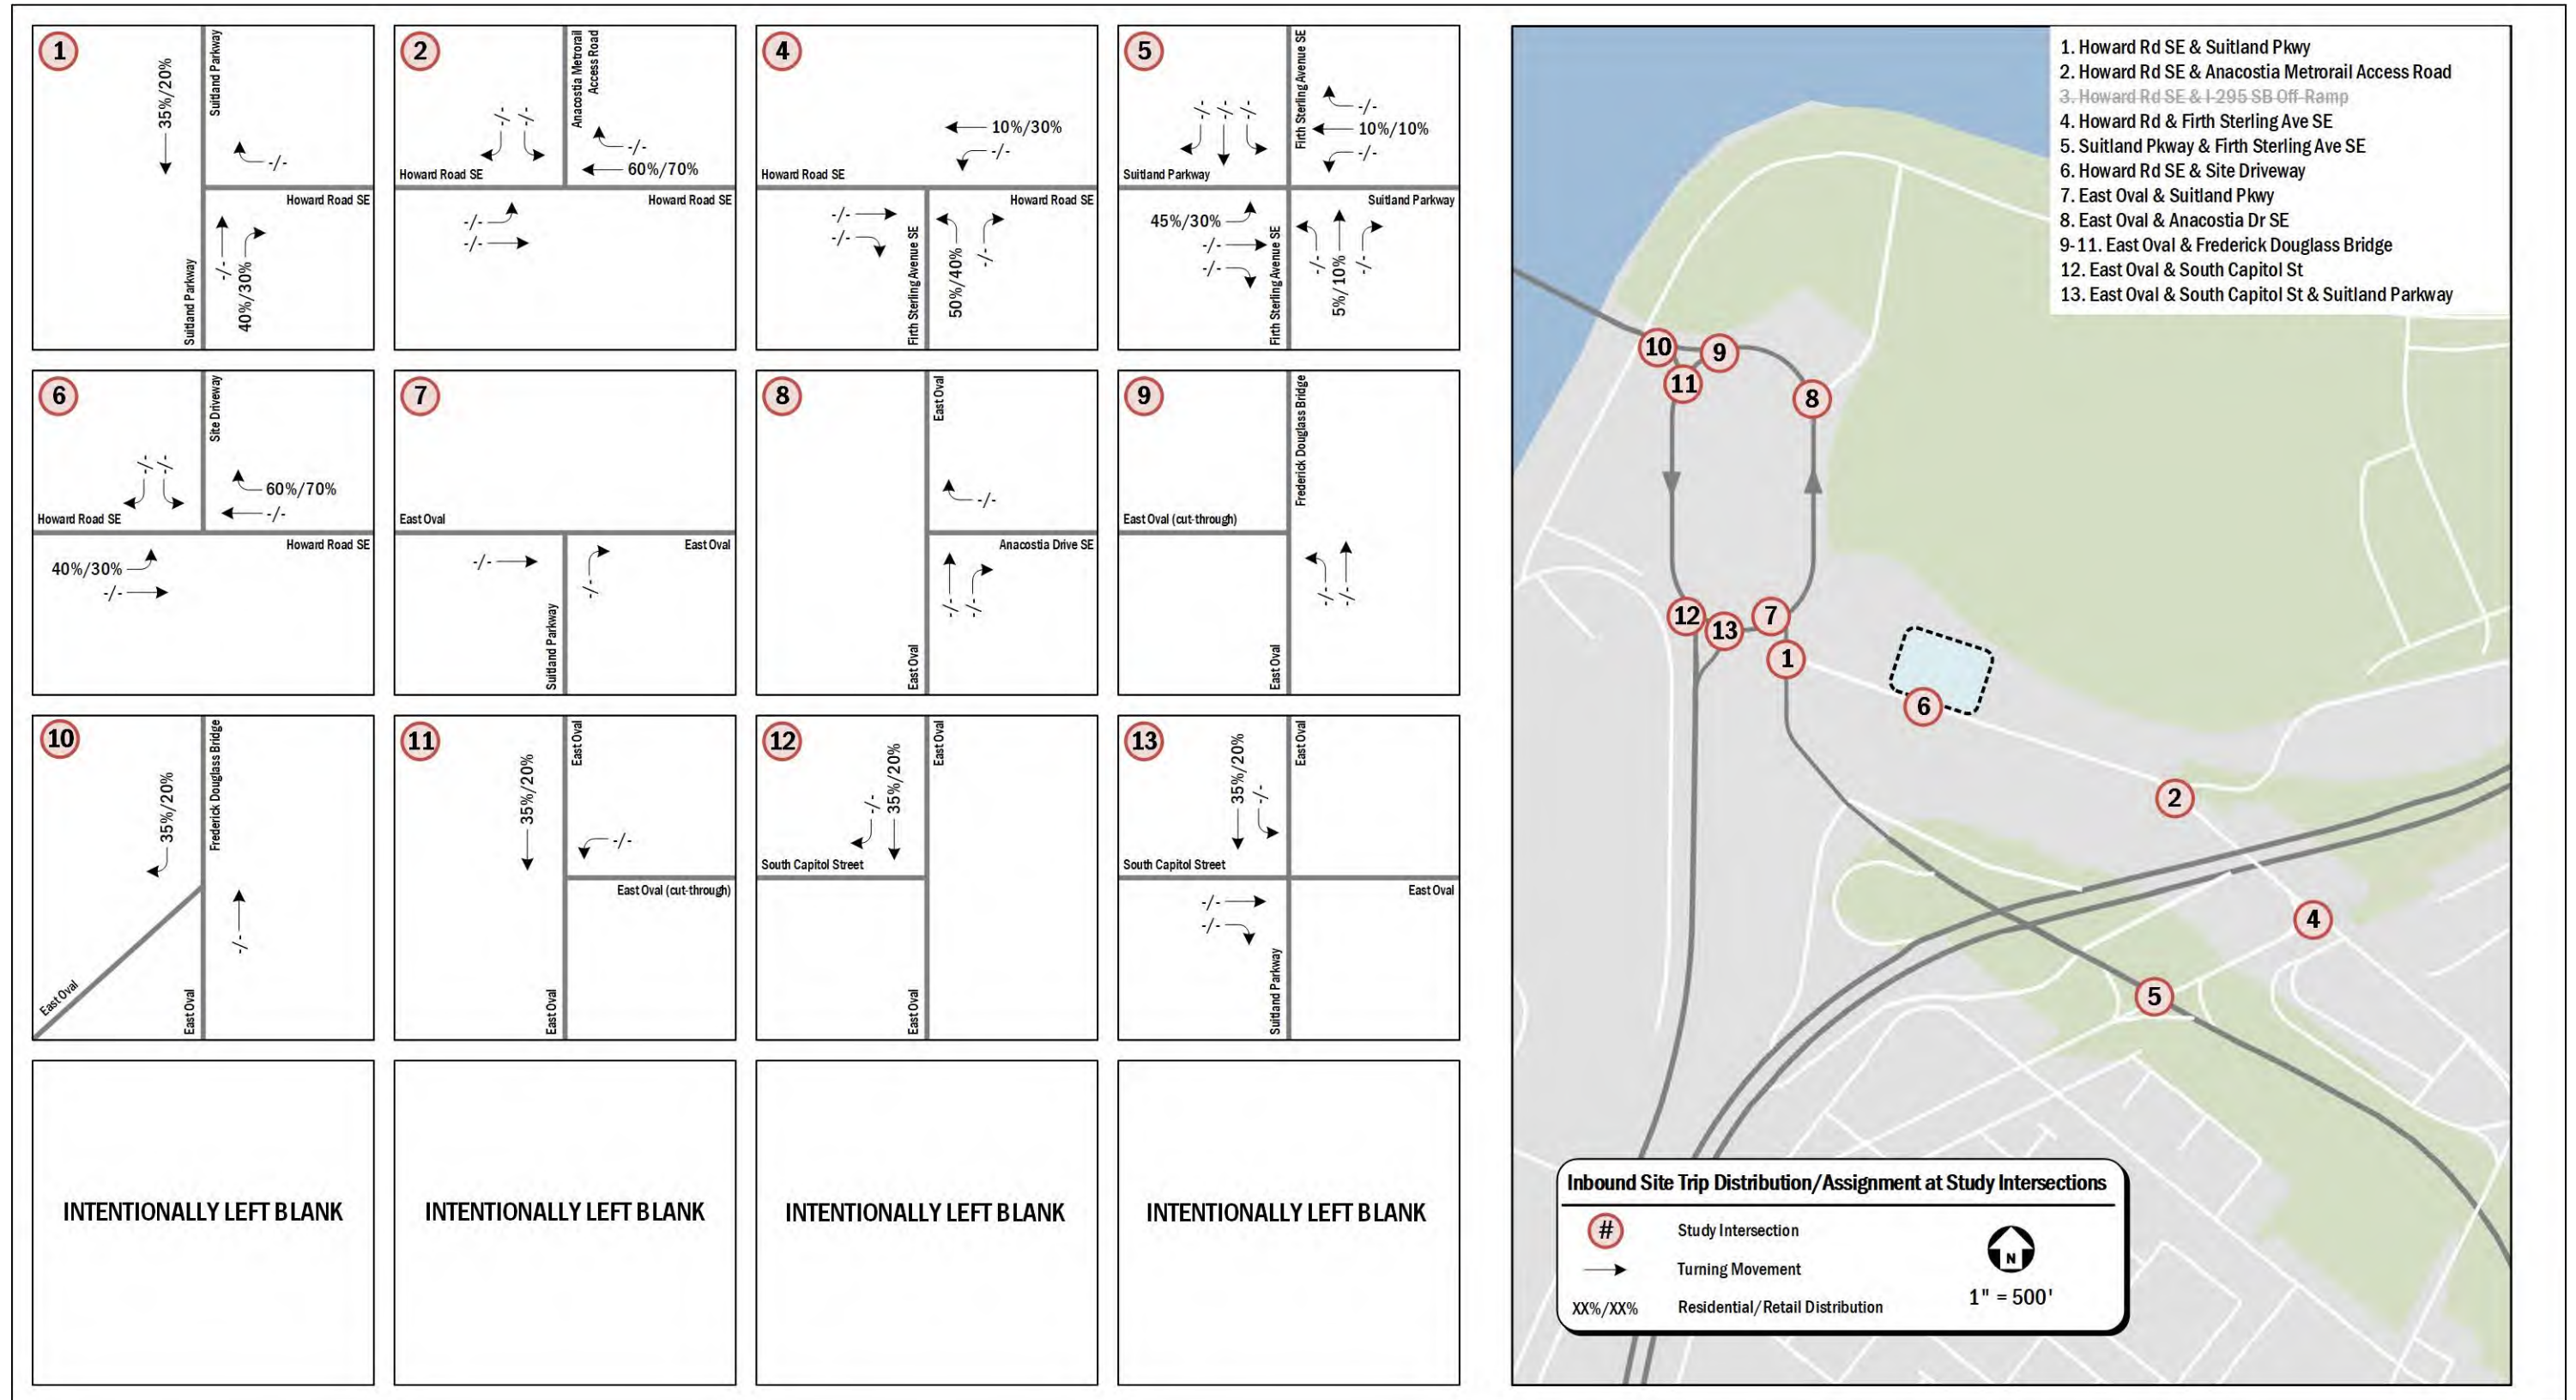 1
35%/20%
Suitland Parkway
-/-
Howard Road SE
-/-
40%/30%
Suitland Parkway
2
Anacostia Metrorail
Access Road
-/-
-/-
-/-
60%/70%
Howard Road SE
Howard Road SE
-/-
-/-
4
10%/30%
-/-
Howard Road SE
Howard Road SE
-/-
-/-
Firth Sterling Avenue SE
50%/40%
-/-
5
Firth Sterling Avenue SE
-/-
-/-
-/-
-/-
10%/10%
-/-
Suitland Parkway
Suitland Parkway
45%/30%
-/-
-/-
Firth Sterling Avenue SE
-/-
5%/10%
-/-
6
Site Driveway
-/-
-/-
60%/70%
-/-
Howard Road SE
Howard Road SE
40%/30%
-/-
7
East Oval
East Oval
-/-
-/-
Suitland Parkway
8
East Oval
-/-
Anacostia Drive SE
-/-
-/-
East Oval
9
Frederick Douglass Bridge
East Oval (cut-through)
-/-
-/-
East Oval
10
35%/20%
Frederick Douglass Bridge
-/-
East Oval
East Oval
11
35%/20%
East Oval
-/-
East Oval (cut-through)
East Oval
12
-/-
35%/20%
East Oval
South Capitol Street
East Oval
13
35%/20%
-/-
East Oval
South Capitol Street
East Oval
-/-
-/-
Suitland Parkway
INTENTIONALLY LEFT BLANK
INTENTIONALLY LEFT BLANK
INTENTIONALLY LEFT BLANK
INTENTIONALLY LEFT BLANK
1. Howard Rd SE & Suitland Pkwy
2. Howard Rd SE & Anacostia Metrorail Access Road
3. Howard Rd SE & I-295 SB Off-Ramp
4. Howard Rd & Firth Sterling Ave SE
5. Suitland Pkway & Firth Sterling Ave SE
6. Howard Rd SE & Site Driveway
7. East Oval & Suitland Pkwy
8. East Oval & Anacostia Dr SE
9-11. East Oval & Frederick Douglass Bridge
12. East Oval & South Capitol St
13. East Oval & South Capitol St & Suitland Parkway
10
9
11
8
12
13
7
1
6
2
4
5
Inbound Site Trip Distribution/Assignment at Study Intersections
# Study Intersection
Turning Movement
XX%/XX% Residential/Retail Distribution
N
1" = 500'